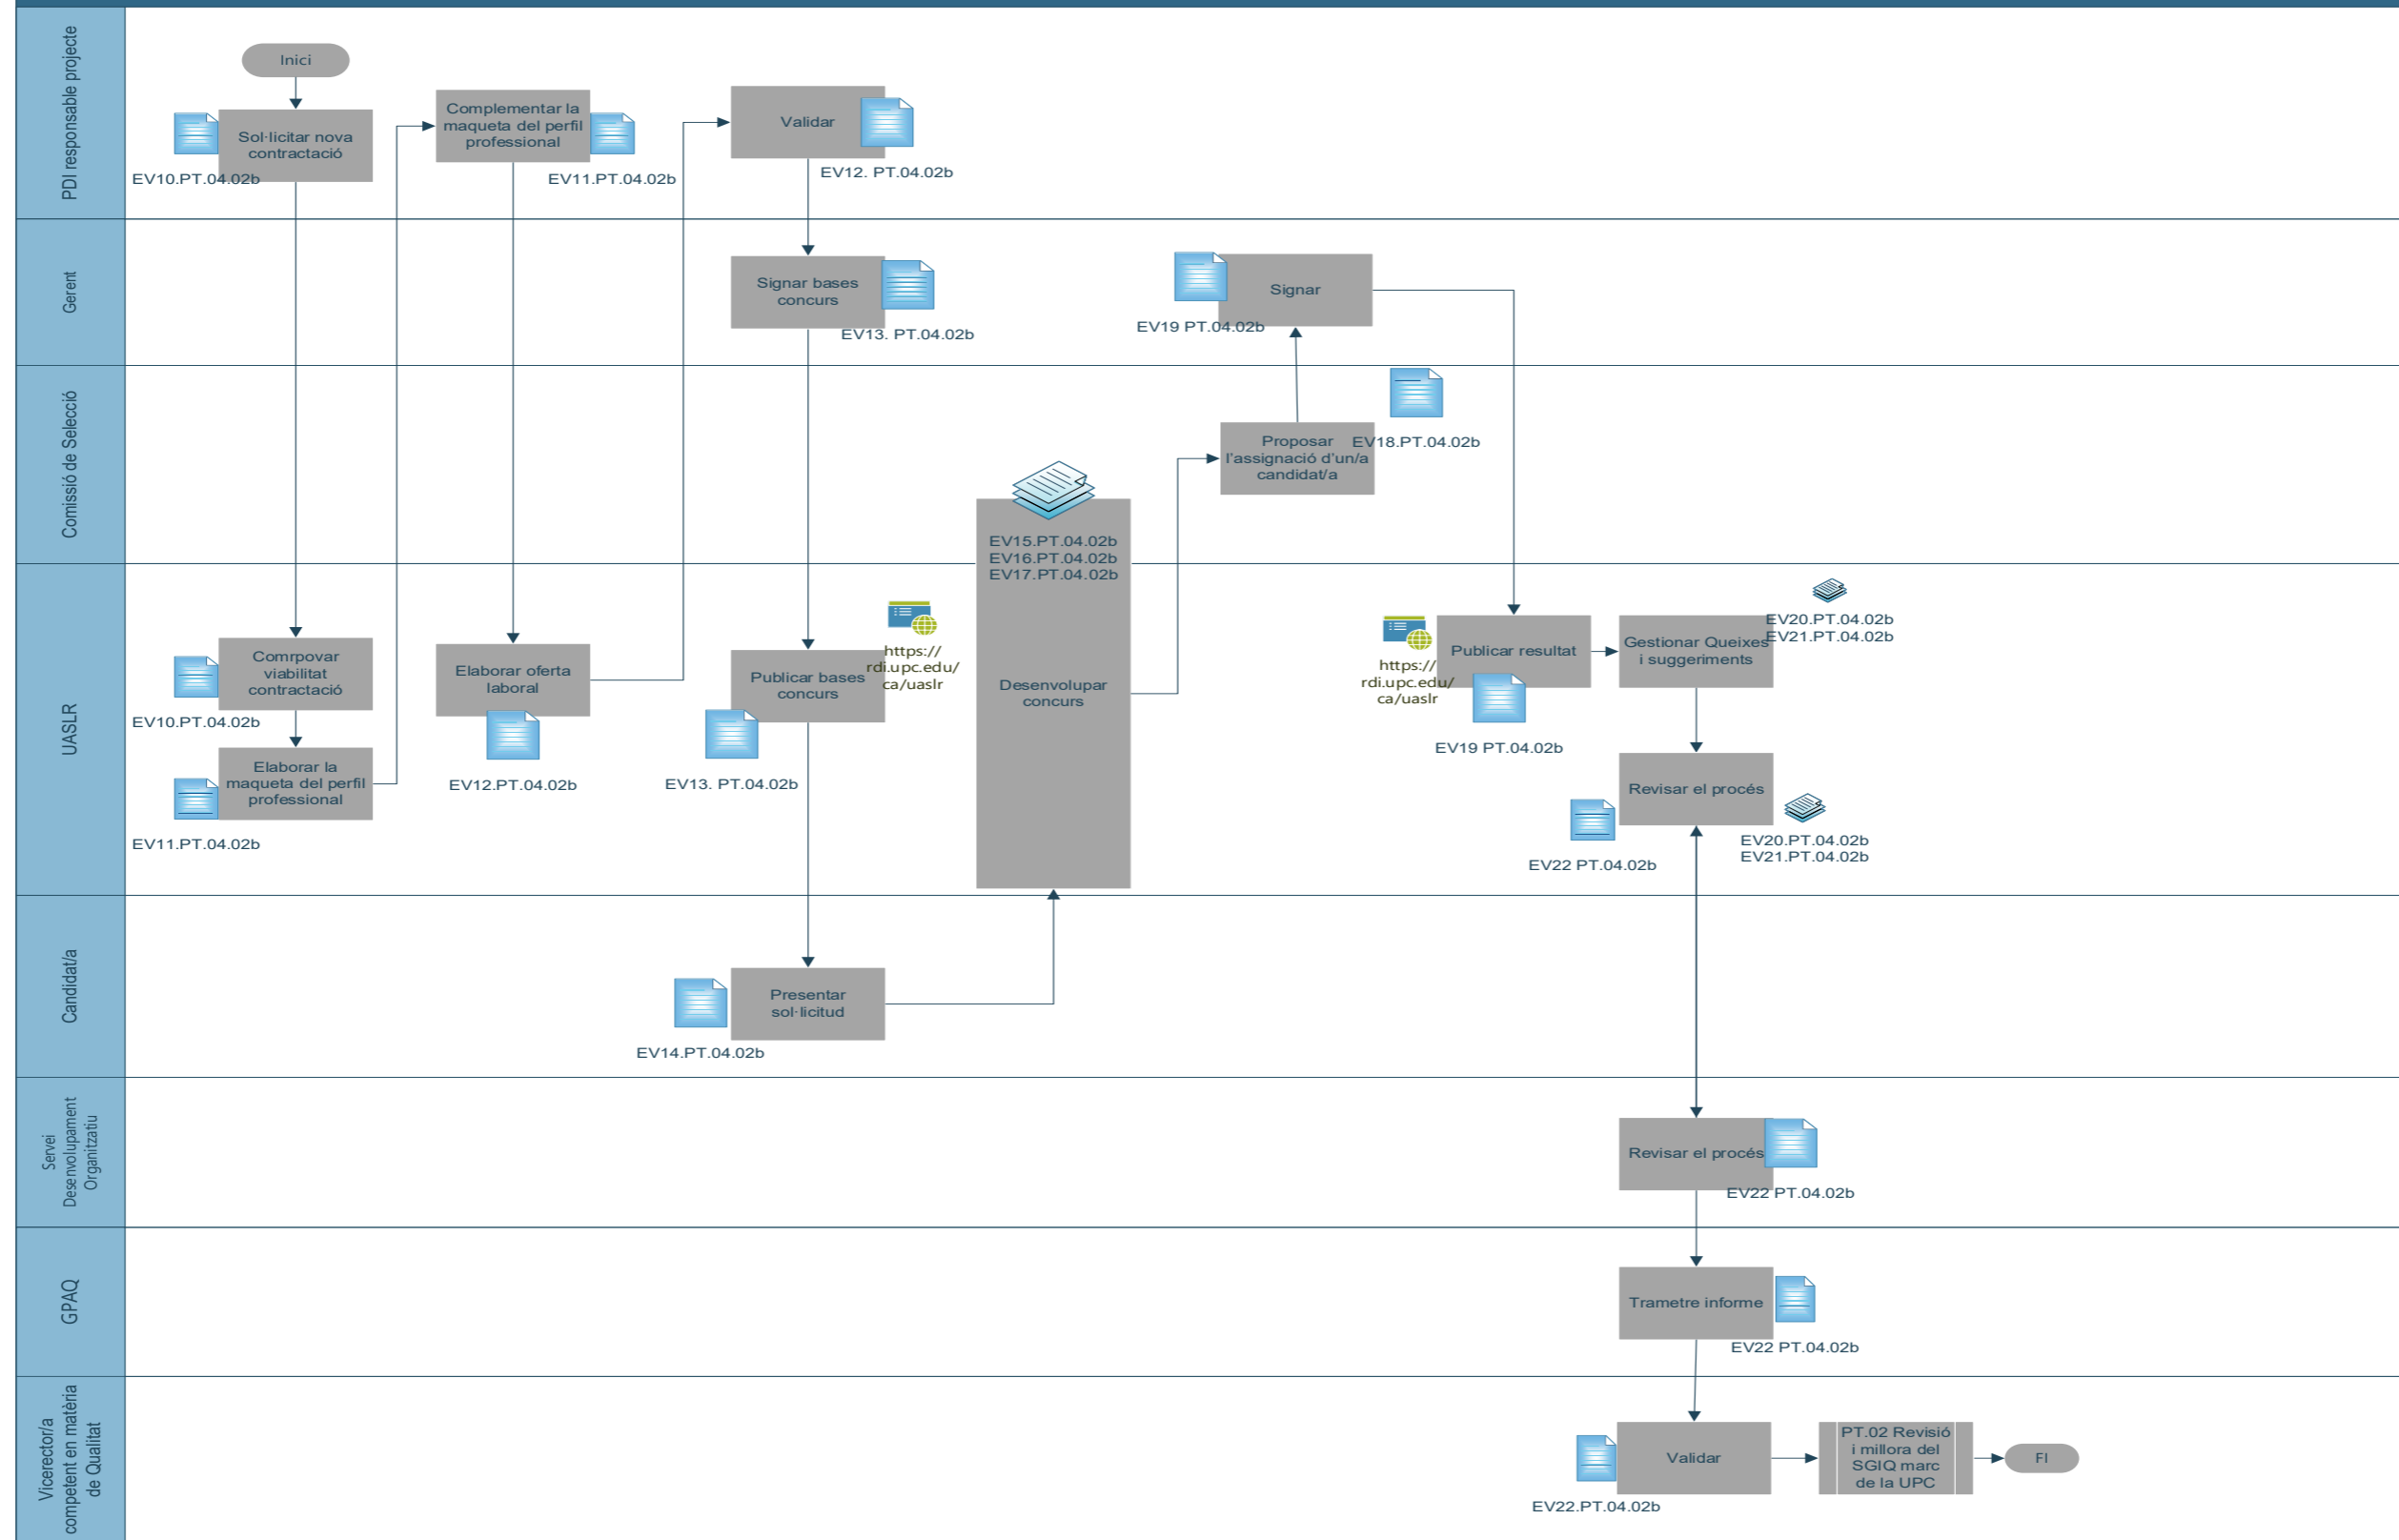 PDI responsable projecte
Inici
Sol·licitar nova
contractació
EV10.PT.04.02b
Complementar la
maqueta del perfil
professional
EV11.PT.04.02b
Validar
EV12. PT.04.02b
Gerent
Signar bases
concurs
EV13. PT.04.02b
Signar
EV19 PT.04.02b
Comissió de Selecció
Proposar
l'assignació d'un/a
candidat/a
EV18.PT.04.02b
EV15.PT.04.02b
EV16.PT.04.02b
EV17.PT.04.02b
Desenvolupar
concurs
UASLR
Comrpovar
viabilitat
contractació
EV10.PT.04.02b
Elaborar la
maqueta del perfil
professional
EV11.PT.04.02b
Elaborar oferta
laboral
EV12.PT.04.02b
Publicar bases
concurs
https://
rdi.upc.edu/
ca/uaslr
EV13. PT.04.02b
https://
rdi.upc.edu/
ca/uaslr
Publicar resultat
EV19 PT.04.02b
Gestionar Queixes
i suggeriments
EV20.PT.04.02b
EV21.PT.04.02b
Revisar el procés
EV22 PT.04.02b
EV20.PT.04.02b
EV21.PT.04.02b
Candidat/a
Presentar
sol·licitud
EV14.PT.04.02b
Servei
Desenvolupament
Organitzatiu
Revisar el procés
EV22 PT.04.02b
GPAQ
Trametre informe
EV22 PT.04.02b
Vicerector/a
competent en matèria
de Qualitat
Validar
EV22.PT.04.02b
PT.02 Revisió
i millora del
SGIQ marc
de la UPC
FI